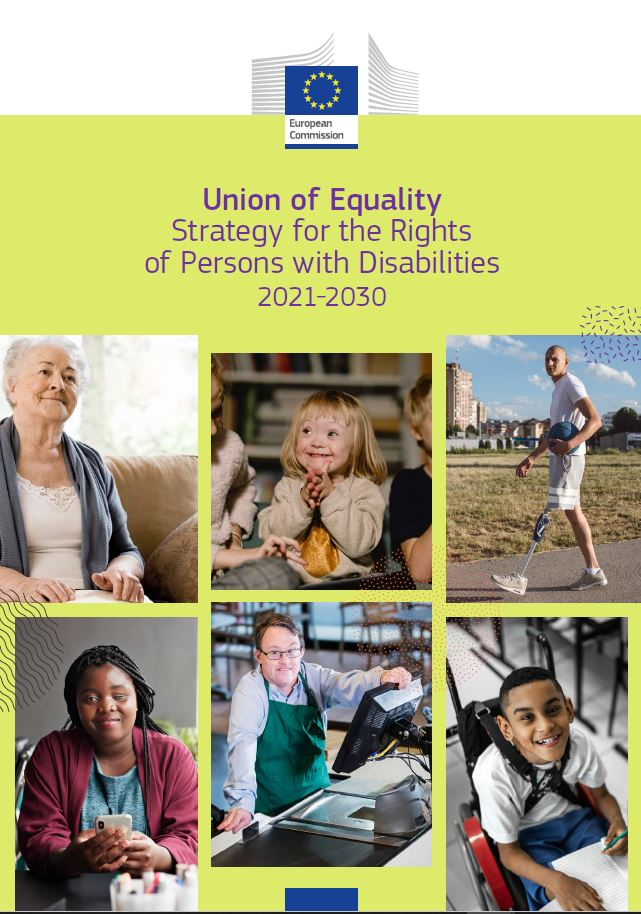 European
Commission
Union of Equality
Strategy for the Rights
of Persons with Disabilities
2021-2030